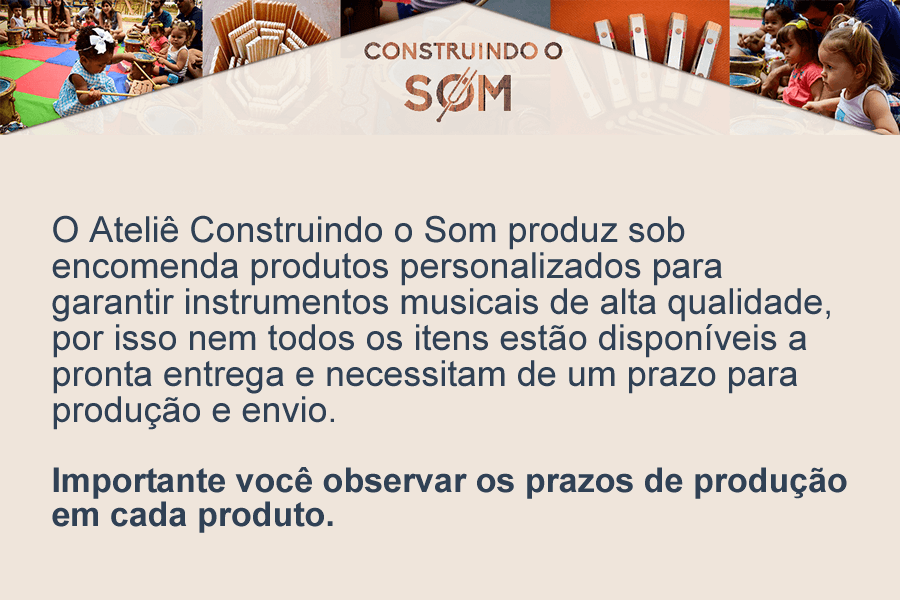 CONSTRUINDO O
SOM
O Ateliê Construindo o Som produz sob
encomenda produtos personalizados para
garantir instrumentos musicais de alta qualidade,
por isso nem todos os itens estão disponíveis a
pronta entrega e necessitam de um prazo para
produção e envio.
Importante você observar os prazos de produção
em cada produto.